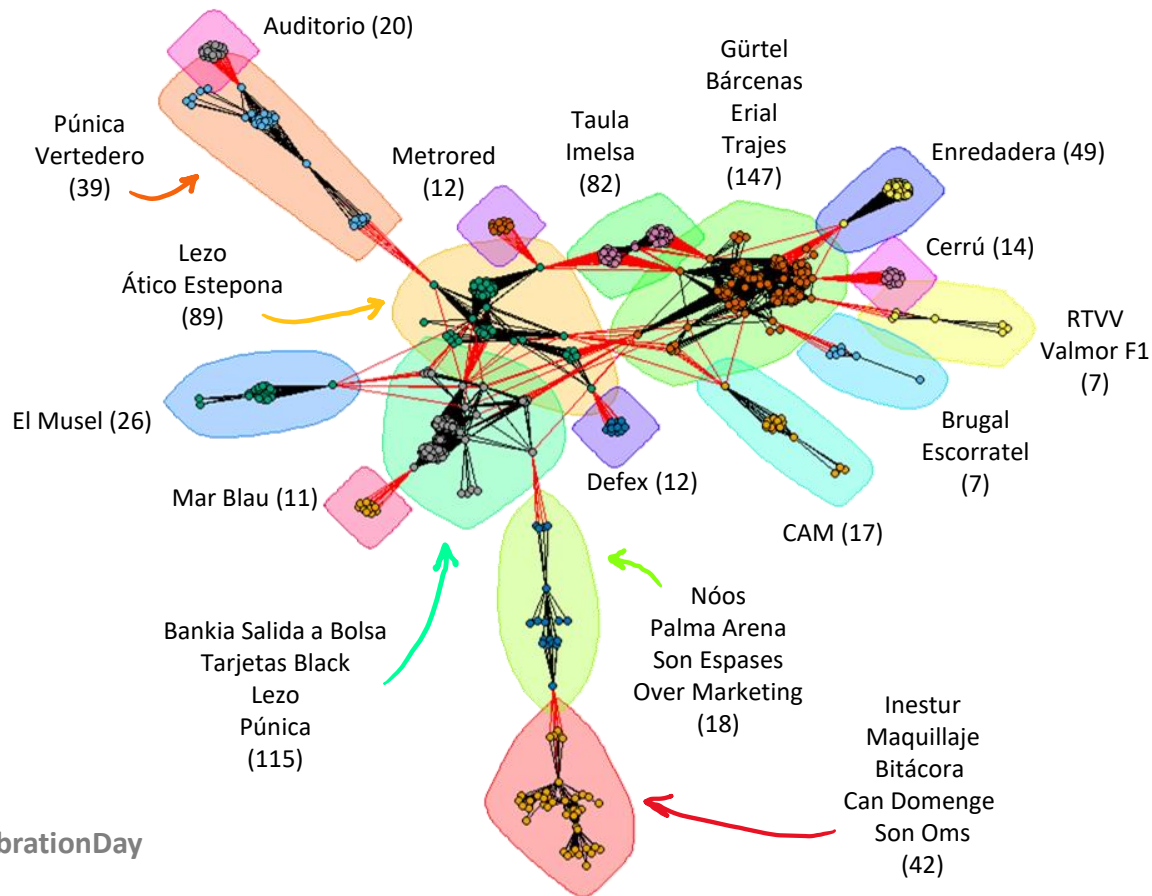 Auditorio (20)
Púnica
Vertedero
(39)
Metrored
(12)
Taula
Imelsa
(82)
Gürtel
Bárcenas
Erial
Trajes
(147)
Enredadera (49)
Cerrú (14)
RTVV
Valmor F1
(7)
Lezo
Ático Estepona
(89)
El Musel (26)
Mar Blau (11)
Defex (12)
CAM (17)
Brugal
Escorratel
(7)
Bankia Salida a Bolsa
Tarjetas Black
Lezo
Púnica
(115)
Nóos
Palma Arena
Son Espases
Over Marketing
(18)
Inestur
Maquillaje
Bitácora
Can Domenge
Son Oms
(42)
brationDay